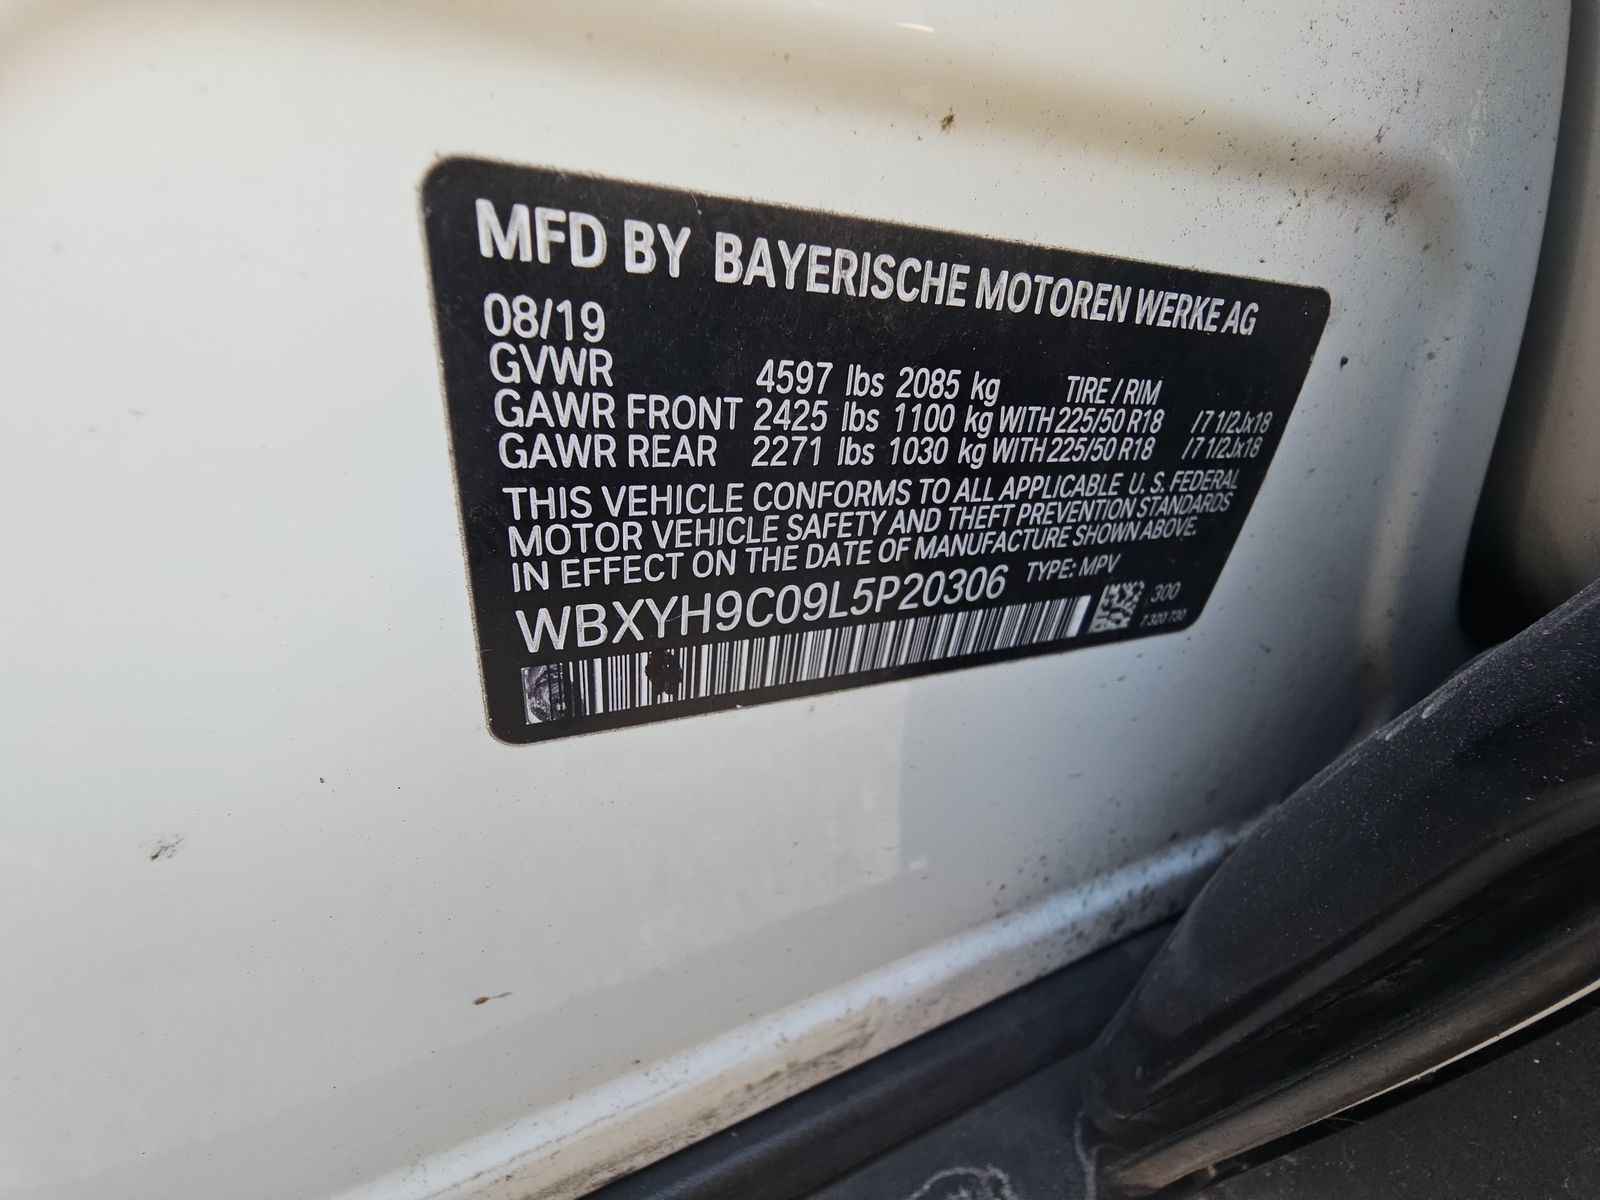 MFD BY BAYERISCHE MOTOREN WERKE AG
08/19
GVWR 4597 lbs 2085 kg TIRE / RIM
GAWR FRONT 2425 lbs 1100 kg WITH 225/50 R18 /7 1/2Jx18
GAWR REAR 2271 lbs 1030 kg WITH 225/50 R18 /7 1/2Jx18
THIS VEHICLE CONFORMS TO ALL APPLICABLE U. S. FEDERAL
MOTOR VEHICLE SAFETY AND THEFT PREVENTION STANDARDS
IN EFFECT ON THE DATE OF MANUFACTURE SHOWN ABOVE.
WBXYH9C09L5P20306 TYPE: MPV
300
7 320 730